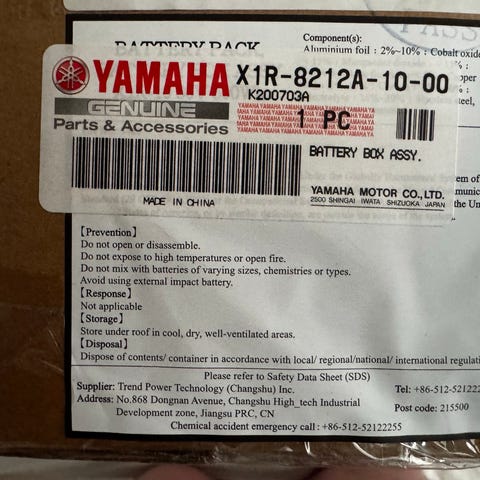 BATTERY PACK
Component(s):
Aluminium foil : 2%~10% : Cobalt oxide
YAMAHA
X1R-8212A-10-00
K200703A
GENUINE
1 PC
Parts & Accessories
BATTERY BOX ASSY.
YAMAHA MOTOR CO.,LTD.
2500 SHINGAI IWATA SHIZUOKA JAPAN
MADE IN CHINA
【Prevention】
Do not open or disassemble.
Do not expose to high temperatures or open fire.
Do not mix with batteries of varying sizes, chemistries or types.
Avoid using external impact battery.
【Response】
Not applicable
【Storage】
Store under roof in cool, dry, well-ventilated areas.
【Disposal】
Dispose of contents/ container in accordance with local/ regional/national/ international
Please refer to Safety Data Sheet (SDS)
Supplier: Trend Power Technology (Changshu) Inc.
Tel: +86-512-52122
Address: No.868 Dongnan Avenue, Changshu High_tech Industrial
Development zone, Jiangsu PRC, CN
Post code: 215500
Chemical accident emergency call : +86-512-52122255